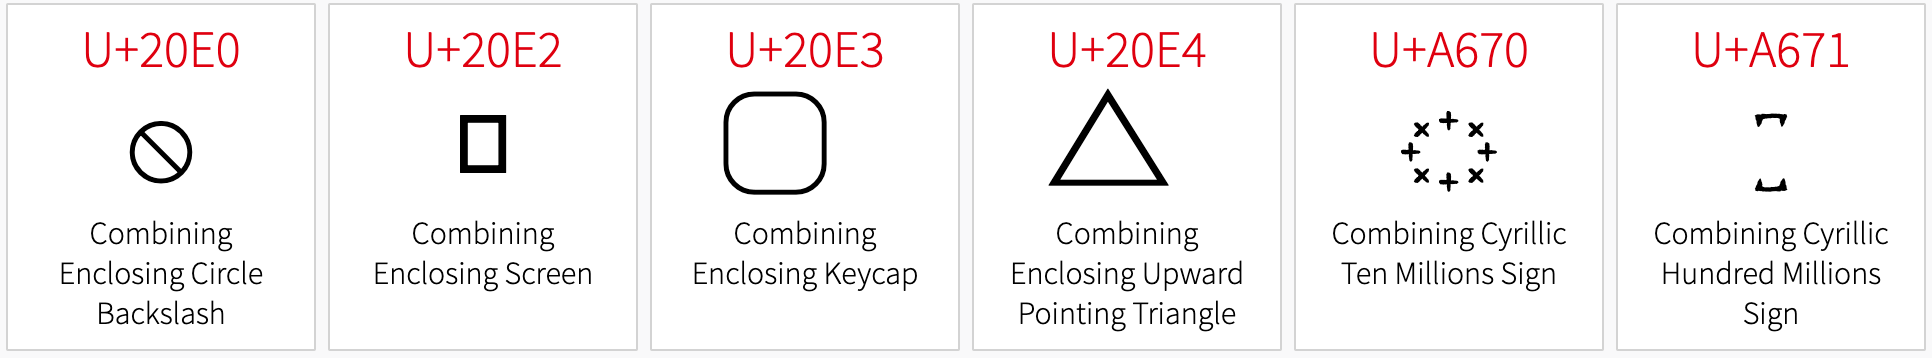 U+20E0
Combining
Enclosing Circle
Backslash
U+20E2
Combining
Enclosing Screen
U+20E3
Combining
Enclosing Keycap
U+20E4
Combining
Enclosing Upward
Pointing Triangle
U+A670
Combining Cyrillic
Ten Millions Sign
U+A671
Combining Cyrillic
Hundred Millions
Sign